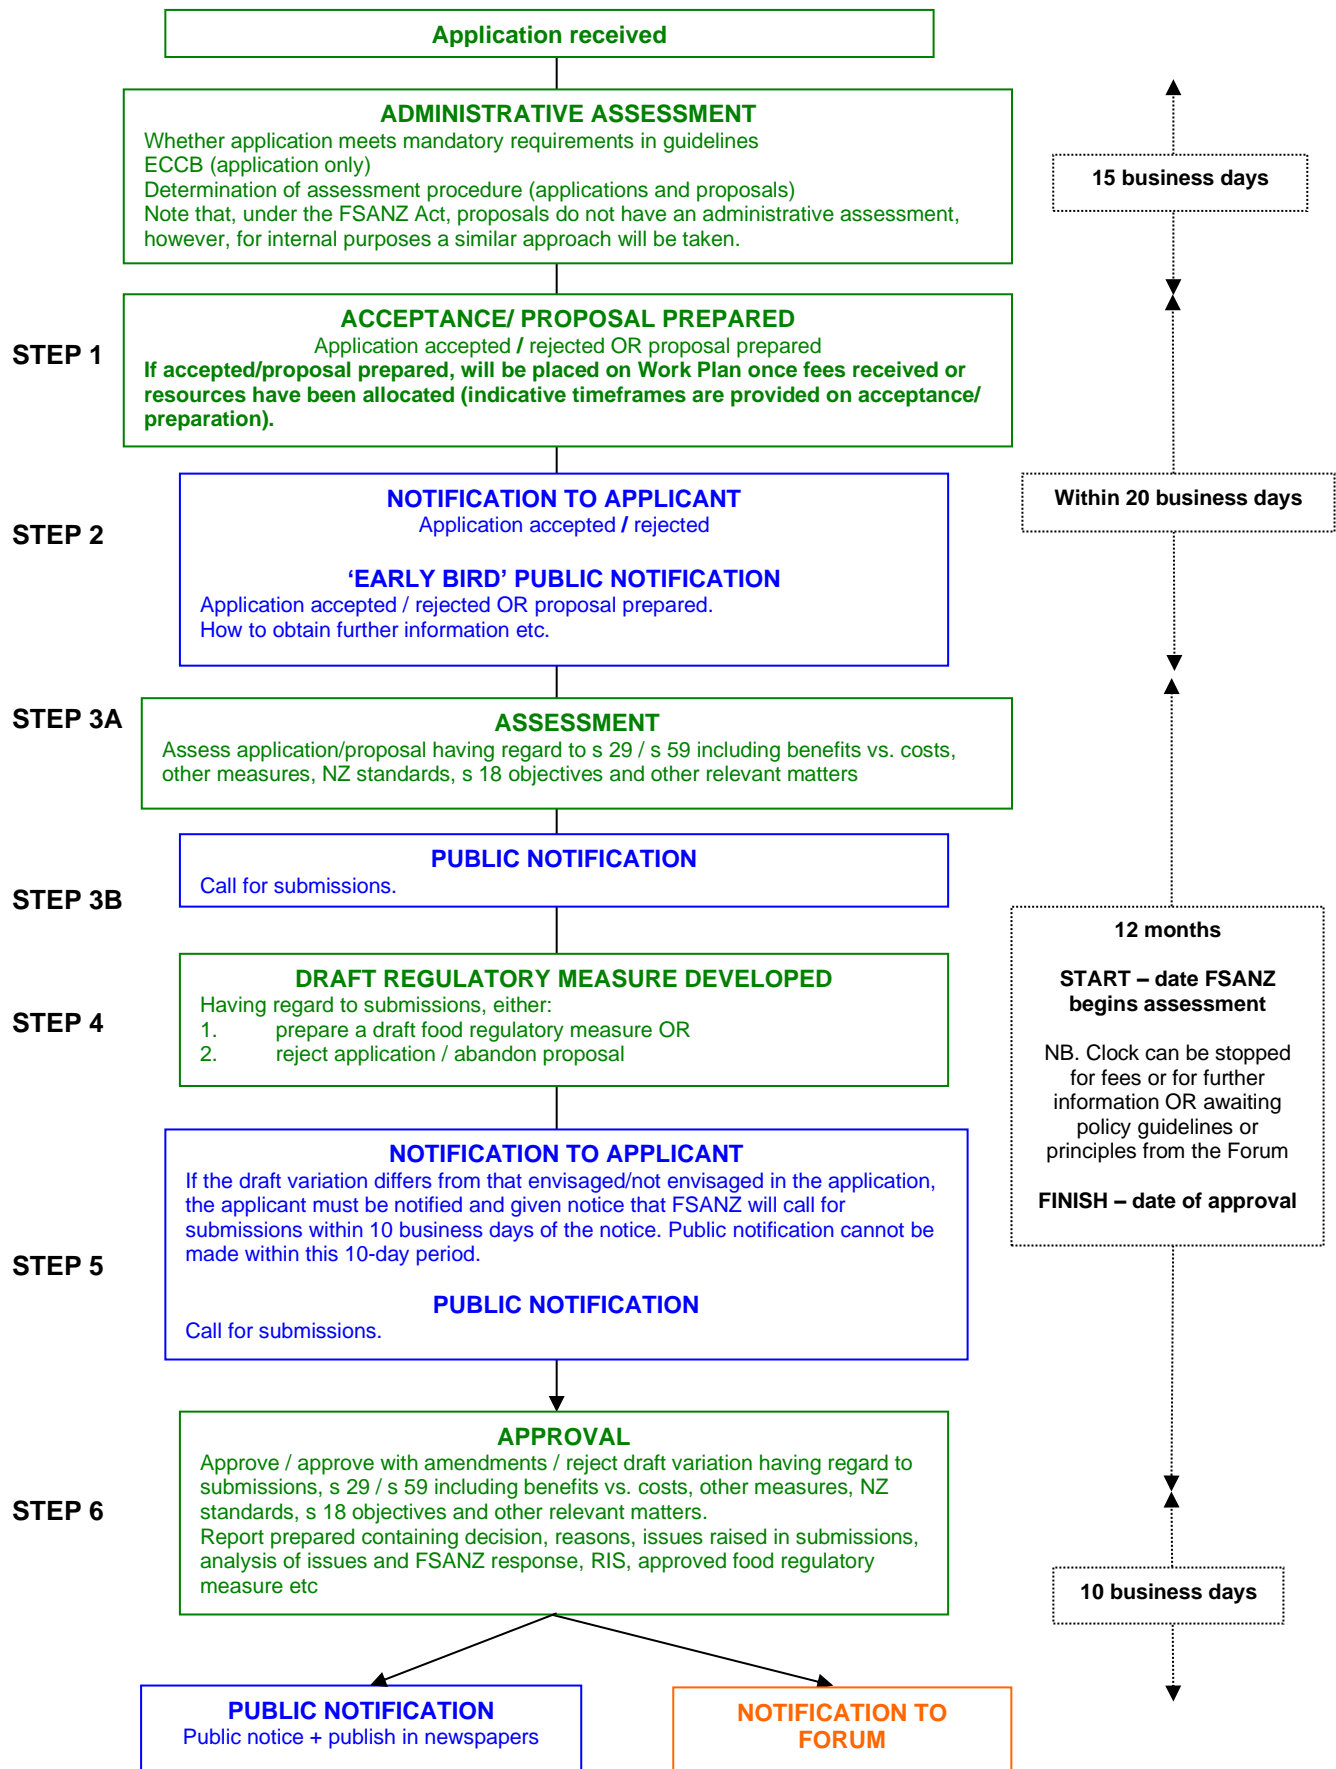 Application received
ADMINISTRATIVE ASSESSMENT
Whether application meets mandatory requirements in guidelines
ECCB (application only)
Determination of assessment procedure (applications and proposals)
Note that, under the FSANZ Act, proposals do not have an administrative assessment,
however, for internal purposes a similar approach will be taken.
15 business days
STEP 1
ACCEPTANCE/ PROPOSAL PREPARED
Application accepted / rejected OR proposal prepared
If accepted/proposal prepared, will be placed on Work Plan once fees received or
resources have been allocated (indicative timeframes are provided on acceptance/
preparation).
STEP 2
NOTIFICATION TO APPLICANT
Application accepted / rejected
‘EARLY BIRD’ PUBLIC NOTIFICATION
Application accepted / rejected OR proposal prepared.
How to obtain further information etc.
Within 20 business days
STEP 3A
ASSESSMENT
Assess application/proposal having regard to s 29 / s 59 including benefits vs. costs,
other measures, NZ standards, s 18 objectives and other relevant matters
STEP 3B
PUBLIC NOTIFICATION
Call for submissions.
STEP 4
DRAFT REGULATORY MEASURE DEVELOPED
Having regard to submissions, either:
1. prepare a draft food regulatory measure OR
2. reject application / abandon proposal
12 months
START – date FSANZ
begins assessment
NB. Clock can be stopped
for fees or for further
information OR awaiting
policy guidelines or
principles from the Forum
FINISH – date of approval
STEP 5
NOTIFICATION TO APPLICANT
If the draft variation differs from that envisaged/not envisaged in the application,
the applicant must be notified and given notice that FSANZ will call for
submissions within 10 business days of the notice. Public notification cannot be
made within this 10-day period.
PUBLIC NOTIFICATION
Call for submissions.
STEP 6
APPROVAL
Approve / approve with amendments / reject draft variation having regard to
submissions, s 29 / s 59 including benefits vs. costs, other measures, NZ
standards, s 18 objectives and other relevant matters.
Report prepared containing decision, reasons, issues raised in submissions,
analysis of issues and FSANZ response, RIS, approved food regulatory
measure etc
10 business days
PUBLIC NOTIFICATION
Public notice + publish in newspapers
NOTIFICATION TO
FORUM